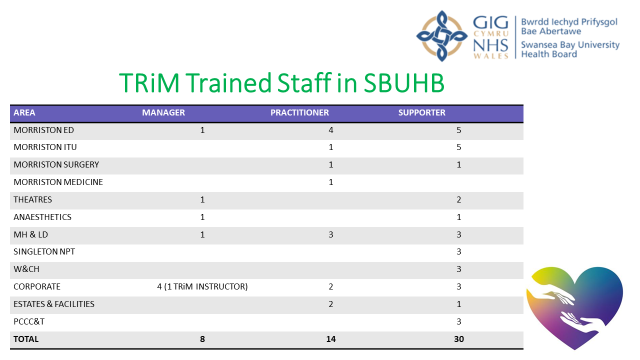 GIG
CYMRU
NHS
WALES
Bwrdd Iechyd Prifysgol
Bae Abertawe
Swansea Bay University
Health Board
TRiM Trained Staff in SBUHB
AREA MANAGER PRACTITIONER SUPPORTER
MORRISTON ED 1 4 5
MORRISTON ITU 1 5
MORRISTON SURGERY 1 1
MORRISTON MEDICINE 1
THEATRES 1 2
ANAESTHETICS 1 1
MH & LD 1 3 3
SINGLETON NPT 3
W&CH 3
CORPORATE 4 (1 TRiM INSTRUCTOR) 2 3
ESTATES & FACILITIES 2 1
PCCC&T 3
TOTAL 8 14 30